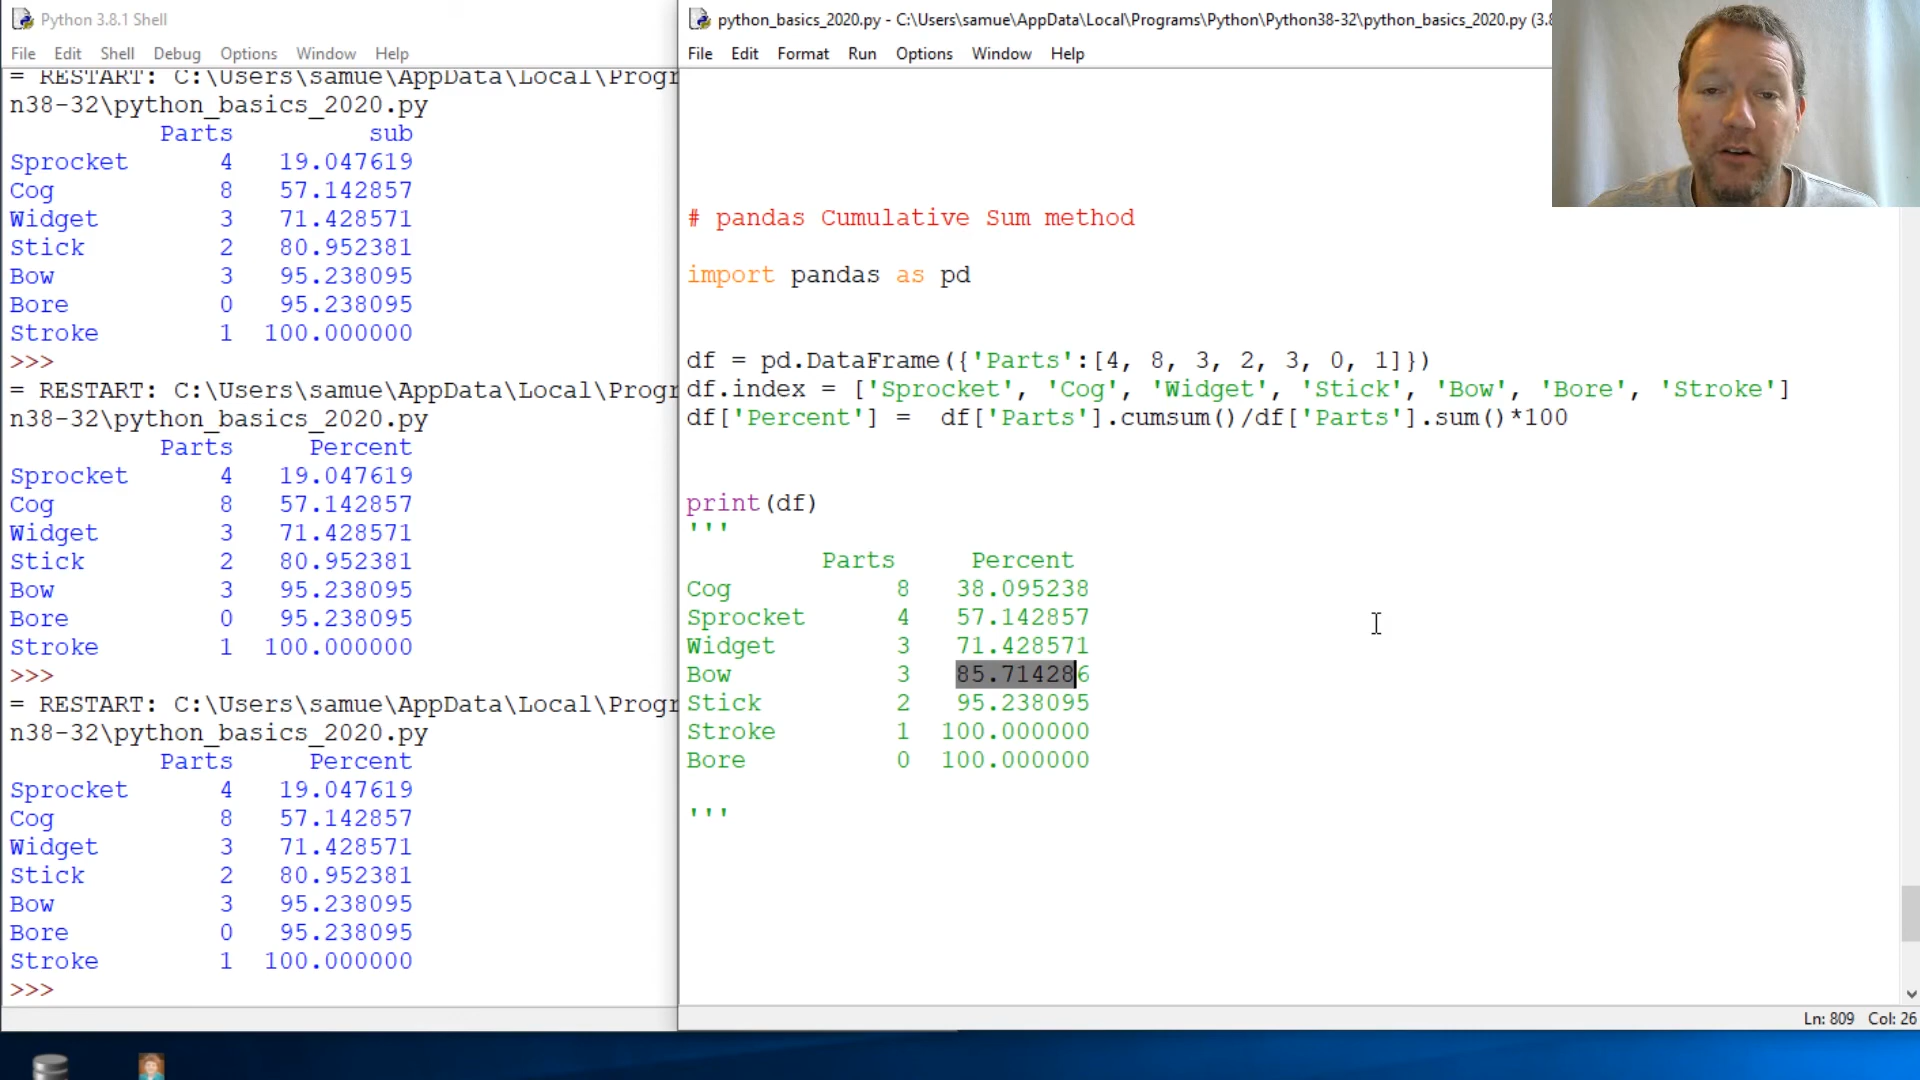 Python 3.8.1 Shell
File Edit Shell Debug Options Window Help
= RESTART: C:\Users\samue\AppData\Local\Progr
n38-32\python_basics_2020.py
Parts sub
Sprocket 4 19.047619
Cog 8 57.142857
Widget 3 71.428571
Stick 2 80.952381
Bow 3 95.238095
Bore 0 95.238095
Stroke 1 100.000000
>>>
= RESTART: C:\Users\samue\AppData\Local\Progr
n38-32\python_basics_2020.py
Parts Percent
Sprocket 4 19.047619
Cog 8 57.142857
Widget 3 71.428571
Stick 2 80.952381
Bow 3 95.238095
Bore 0 95.238095
Stroke 1 100.000000
>>>
= RESTART: C:\Users\samue\AppData\Local\Progr
n38-32\python_basics_2020.py
Parts Percent
Sprocket 4 19.047619
Cog 8 57.142857
Widget 3 71.428571
Stick 2 80.952381
Bow 3 95.238095
Bore 0 95.238095
Stroke 1 100.000000
>>>
python_basics_2020.py - C:\Users\samue\AppData\Local\Programs\Python\Python38-32\python_basics_2020.py (3.8
File Edit Format Run Options Window Help
# pandas Cumulative Sum method
import pandas as pd
df = pd.DataFrame({'Parts':[4, 8, 3, 2, 3, 0, 1]})
df.index = ['Sprocket', 'Cog', 'Widget', 'Stick', 'Bow', 'Bore', 'Stroke']
df['Percent'] =  df['Parts'].cumsum()/df['Parts'].sum()*100
print(df)
'''
Parts Percent
Cog 8 38.095238
Sprocket 4 57.142857
Widget 3 71.428571
Bow 3 85.714286
Stick 2 95.238095
Stroke 1 100.000000
Bore 0 100.000000
'''
Ln: 809 Col: 26